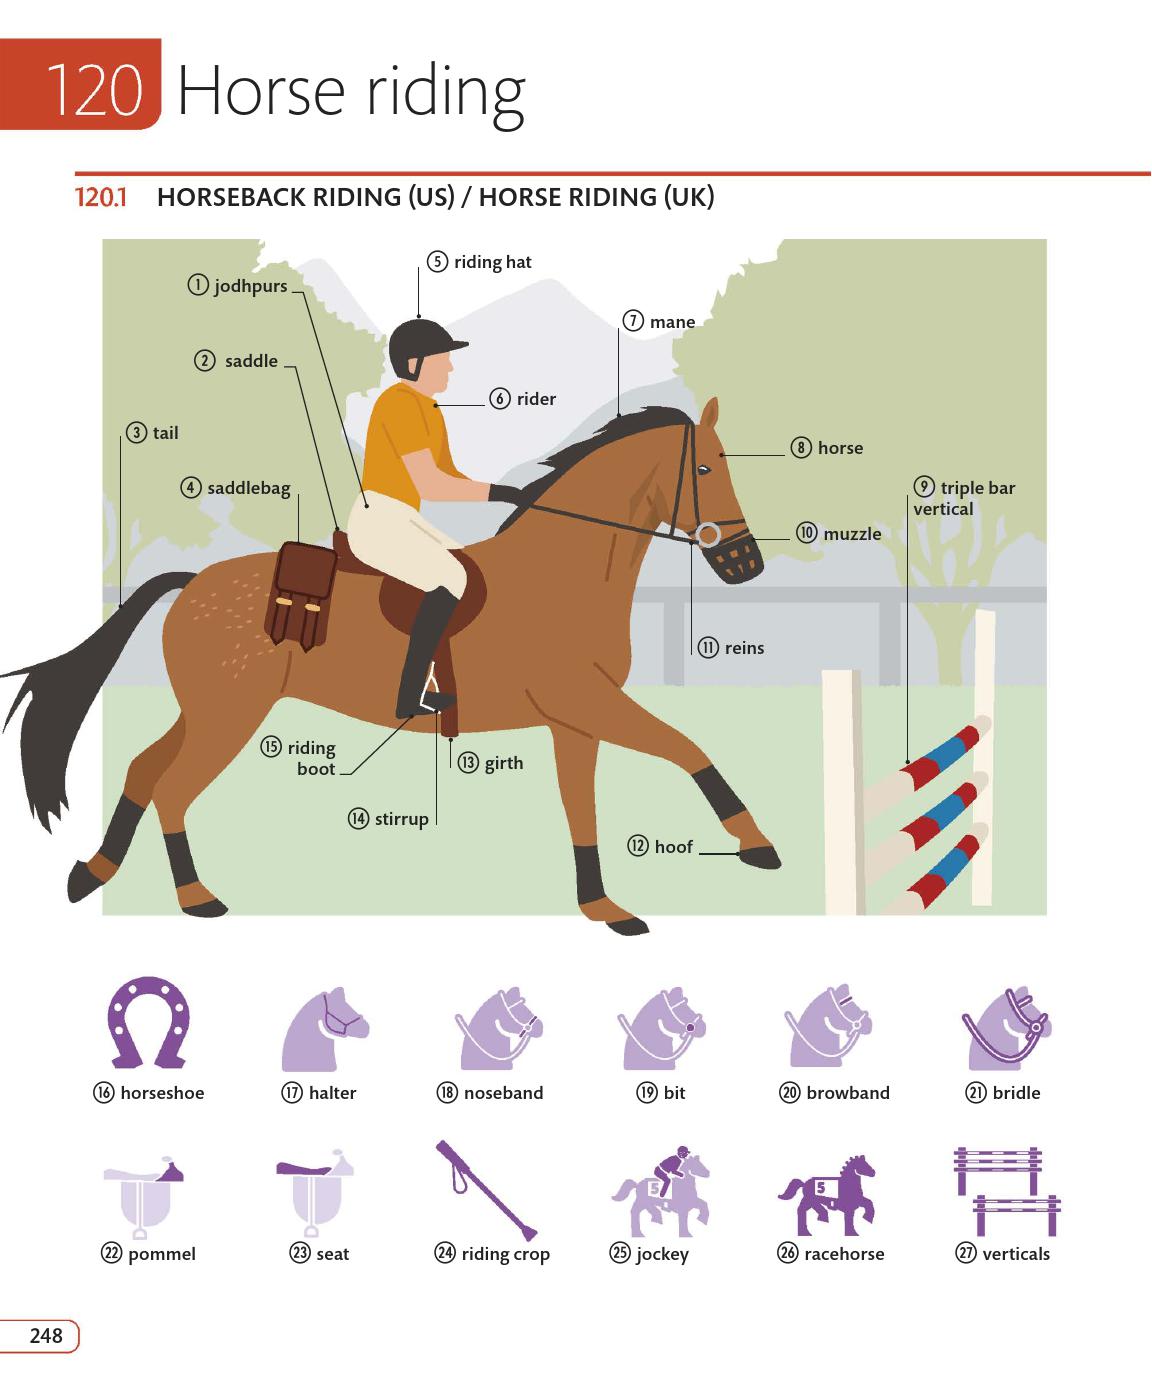 120 Horse riding
120.1 HORSEBACK RIDING (US) / HORSE RIDING (UK)
5 riding hat
1 jodhpurs
7 mane
2 saddle
6 rider
3 tail
8 horse
4 saddlebag
9 triple bar
vertical
10 muzzle
11 reins
15 riding
boot
13 girth
14 stirrup
12 hoof
16 horseshoe
17 halter
18 noseband
19 bit
20 browband
21 bridle
5
5
22 pommel
23 seat
24 riding crop
25 jockey
26 racehorse
27 verticals
248